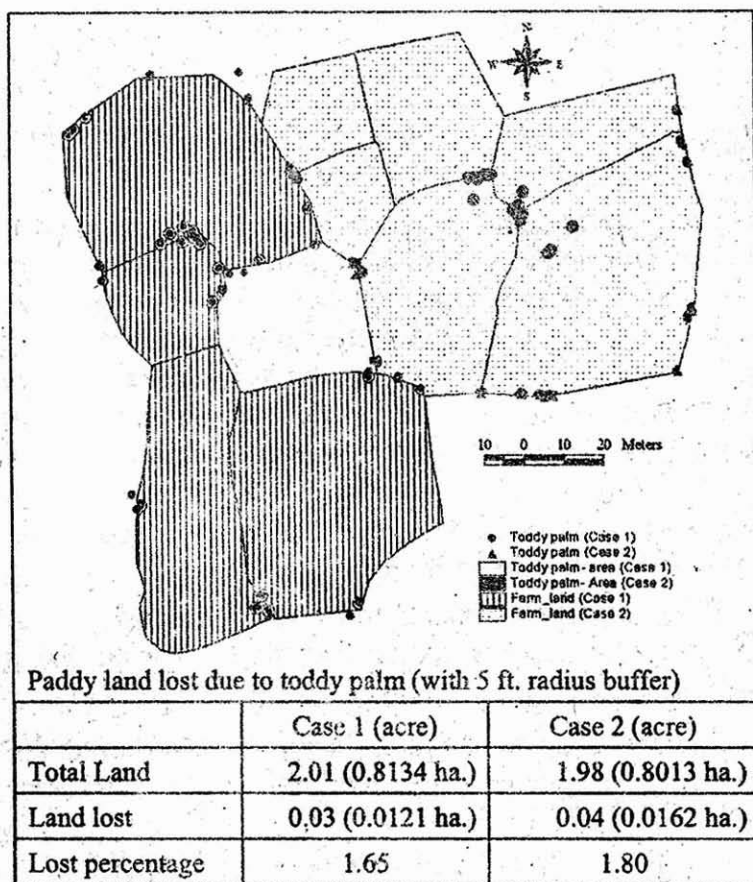 N
W E
S
10 0 10 20 Meters
Toddy palm (Case 1)
Toddy palm (Case 2)
Toddy palm- area (Case 1)
Toddy palm- Area (Case 2)
Farm_land (Case 1)
Farm_land (Case 2)
Paddy land lost due to toddy palm (with 5 ft. radius buffer)
Case 1 (acre) Case 2 (acre)
Total Land 2.01 (0.8134 ha.) 1.98 (0.8013 ha.)
Land lost 0.03 (0.0121 ha.) 0.04 (0.0162 ha.)
Lost percentage 1.65 1.80